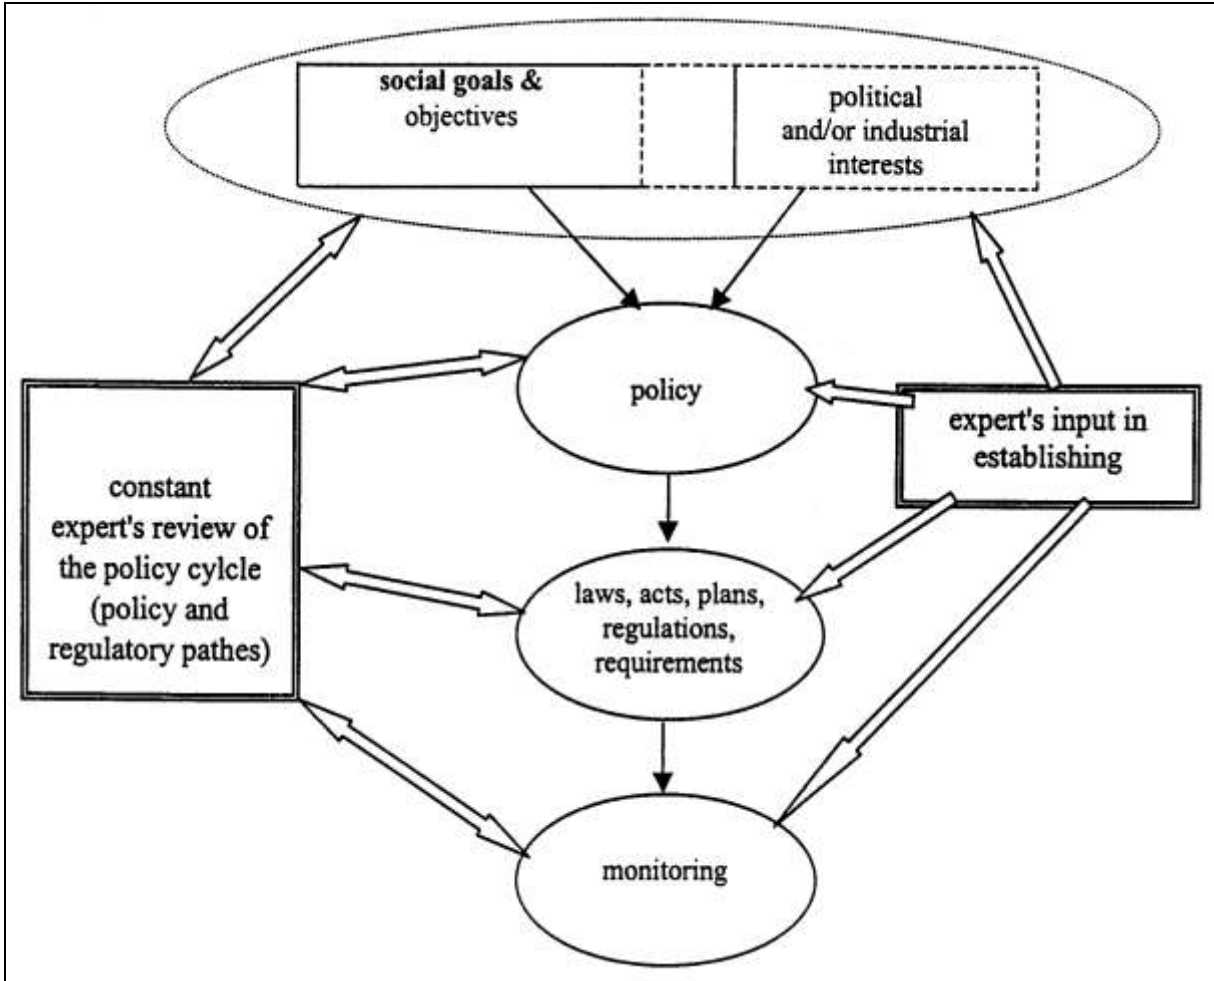 social goals &
objectives
political
and/or industrial
interests
policy
expert's input in
establishing
constant
expert's review of
the policy cylcle
(policy and
regulatory pathes)
laws, acts, plans,
regulations,
requirements
monitoring